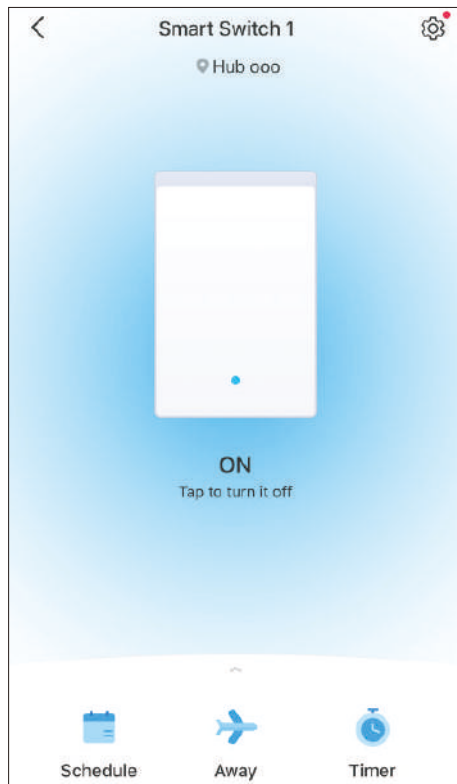 Smart Switch 1
Hub ooo
ON
Tap to turn it off
Schedule Away Timer